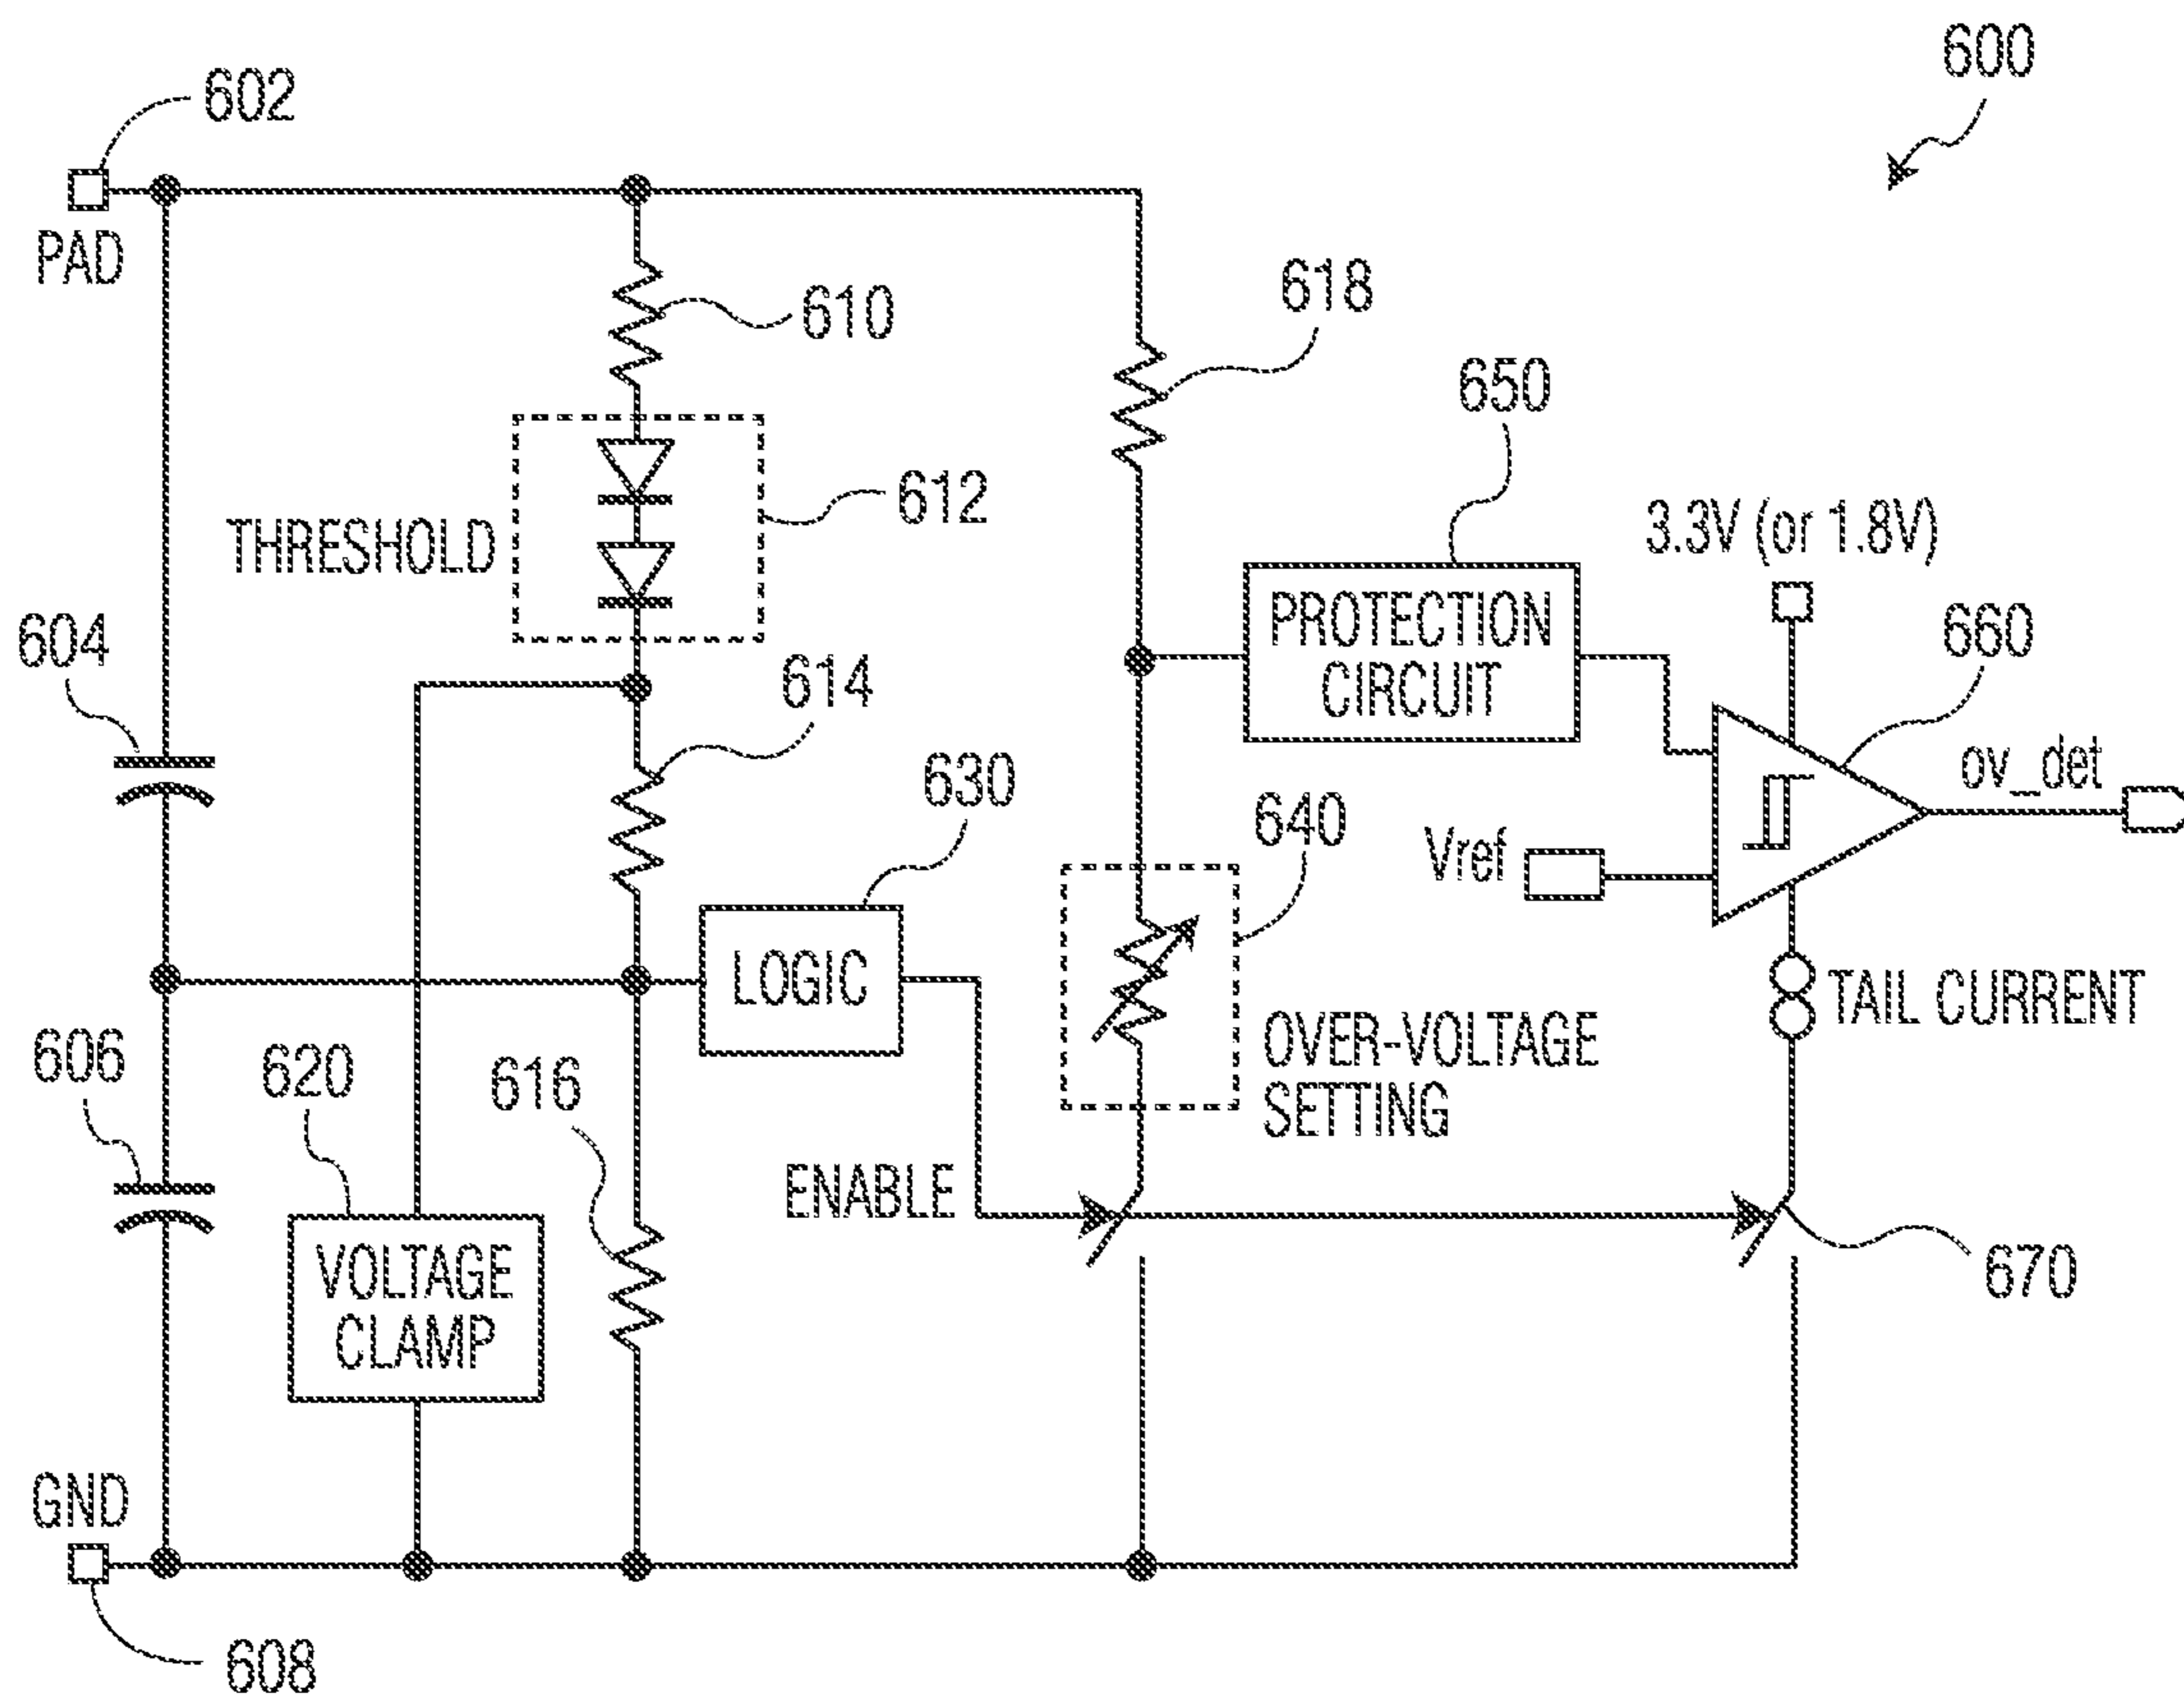 600
602
PAD
610
618
650
612
THRESHOLD
3.3V (or 1.8V)
PROTECTION
CIRCUIT
660
604
614
630
ov_det
640
Vref
LOGIC
TAIL CURRENT
606
620
616
OVER-VOLTAGE
SETTING
ENABLE
VOLTAGE
CLAMP
670
GND
608